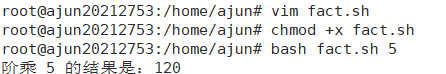 root@ajun20212753:/home/ajun# vim fact.sh
root@ajun20212753:/home/ajun# chmod +x fact.sh
root@ajun20212753:/home/ajun# bash fact.sh 5
阶乘 5 的结果是：120